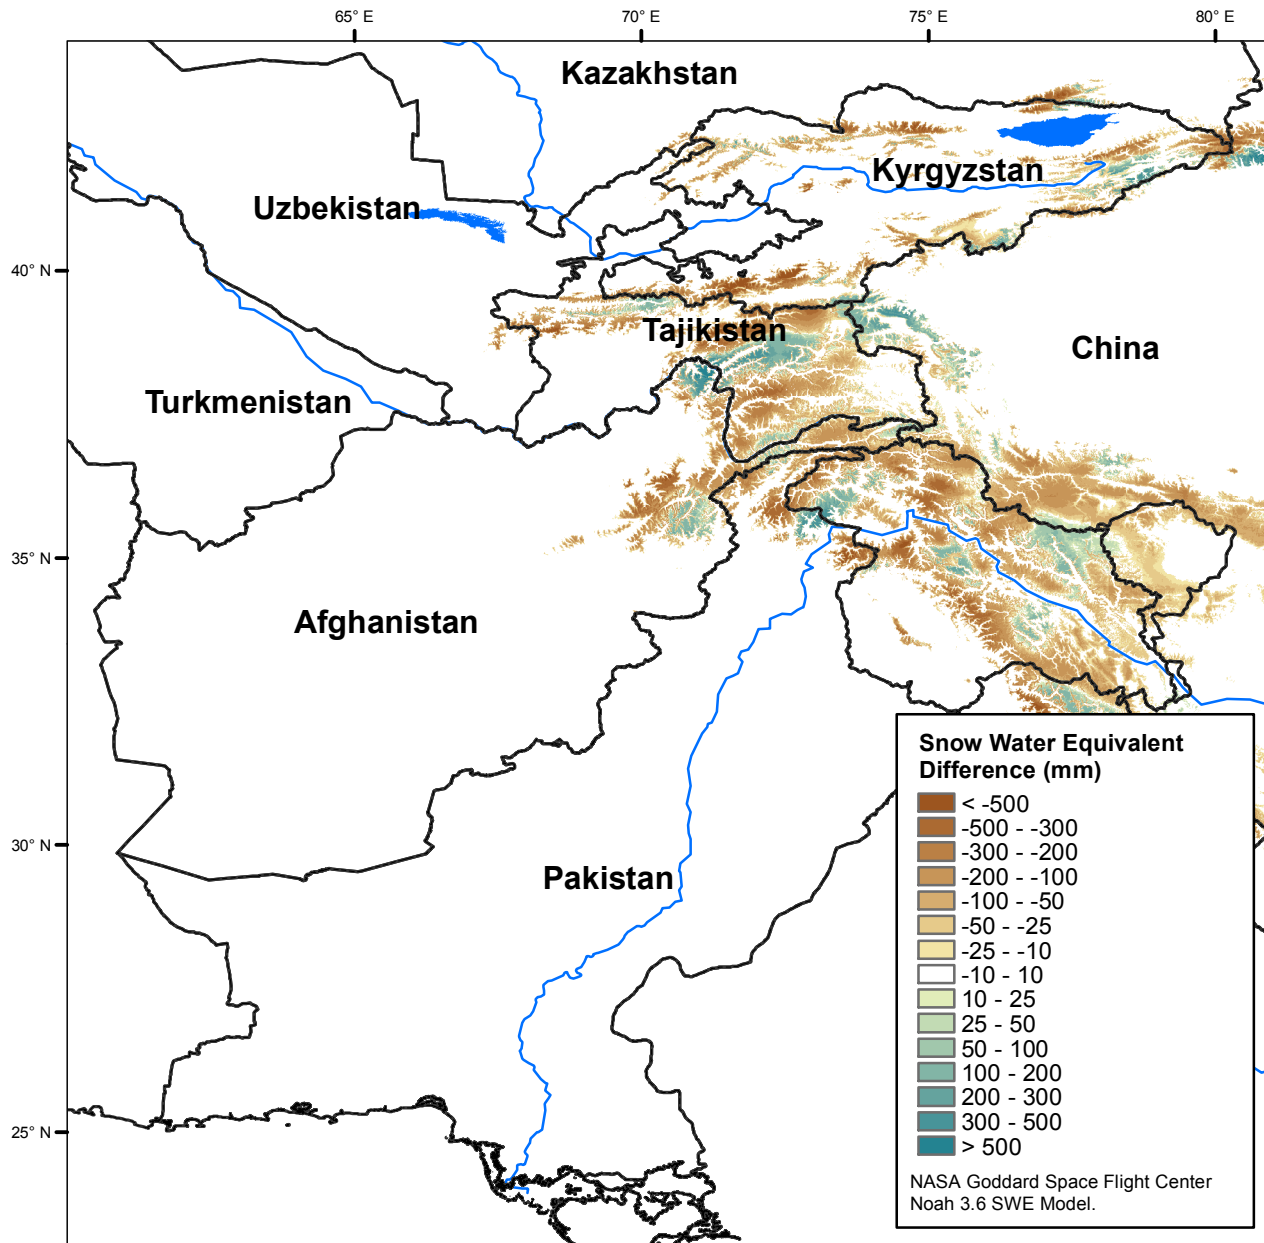 65° E
70° E
75° E
80° E
Kazakhstan
Kyrgyzstan
Uzbekistan
40° N
Tajikistan
China
Turkmenistan
35° N
Afghanistan
30° N
Pakistan
25° N
Snow Water Equivalent
Difference (mm)
< -500
-500 - -300
-300 - -200
-200 - -100
-100 - -50
-50 - -25
-25 - -10
-10 - 10
10 - 25
25 - 50
50 - 100
100 - 200
200 - 300
300 - 500
> 500
NASA Goddard Space Flight Center
Noah 3.6 SWE Model.